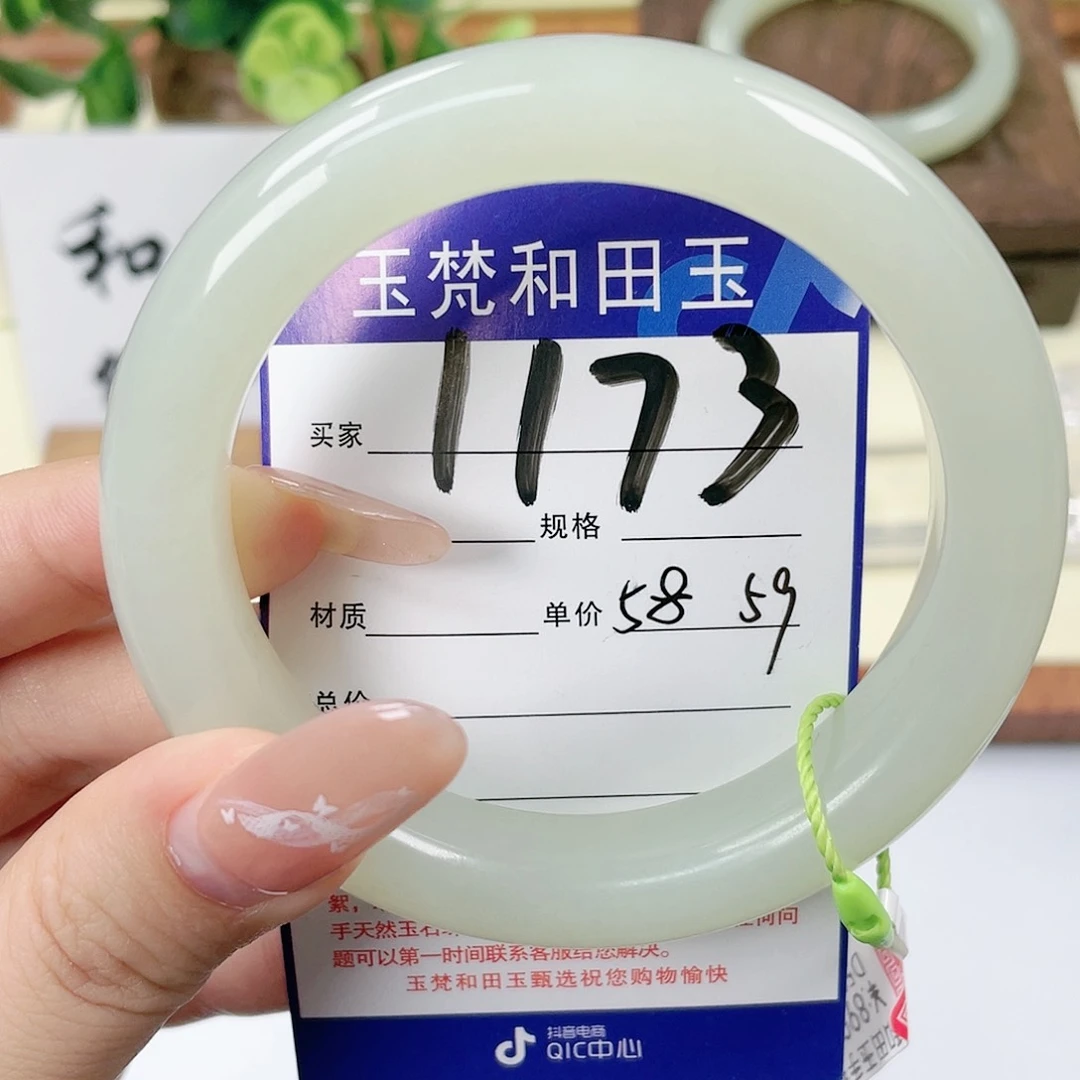 和
玉梵和田玉
1173
买家
规格
材质 单价 58 59
总价
手天然玉石
何问
题可以第一时间联系客服给您解决。
玉梵和田玉甄选祝您购物愉快
抖音电商
QIC中心